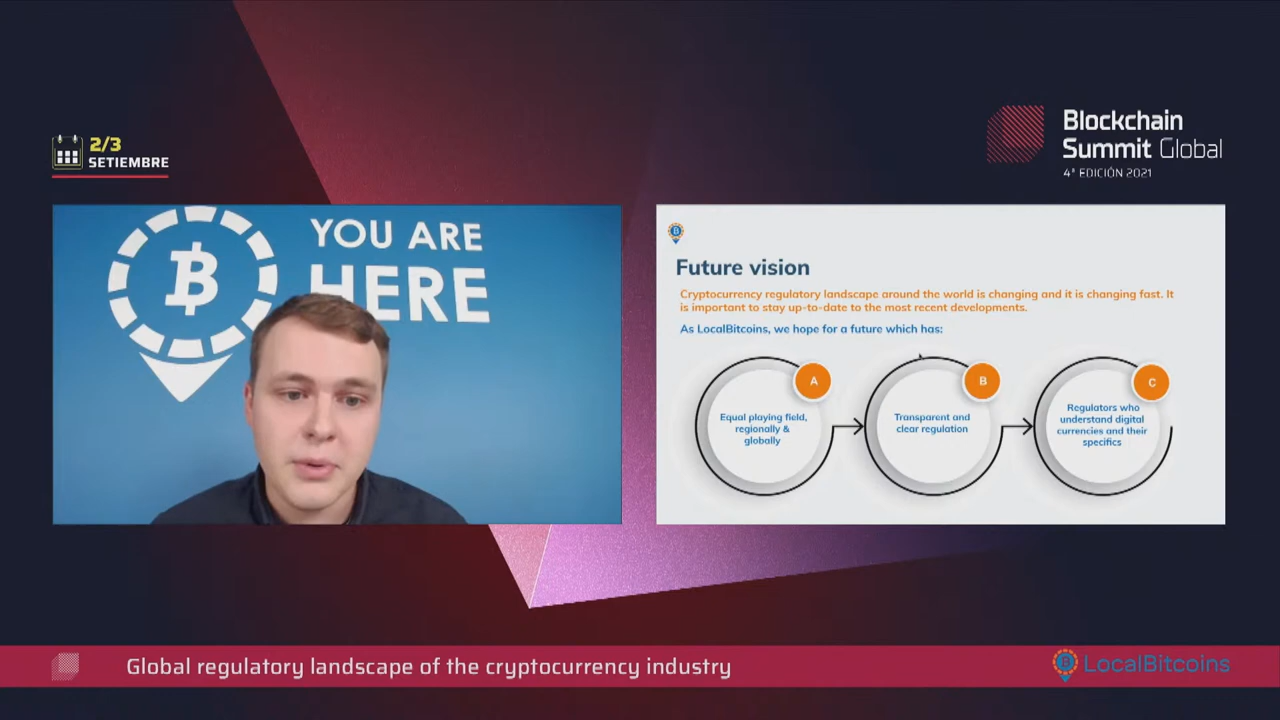 2/3
SETIEMBRE
Blockchain
Summit Global
4ª EDICIÓN 2021
YOU ARE
HERE
Future vision
Cryptocurrency regulatory landscape around the world is changing and it is changing fast. It
is important to stay up-to-date to the most recent developments.
As LocalBitcoins, we hope for a future which has:
A
Equal playing field,
regionally &
globally
B
Transparent and
clear regulation
C
Regulators who
understand digital
currencies and their
specifics
Global regulatory landscape of the cryptocurrency industry
LocalBitcoins